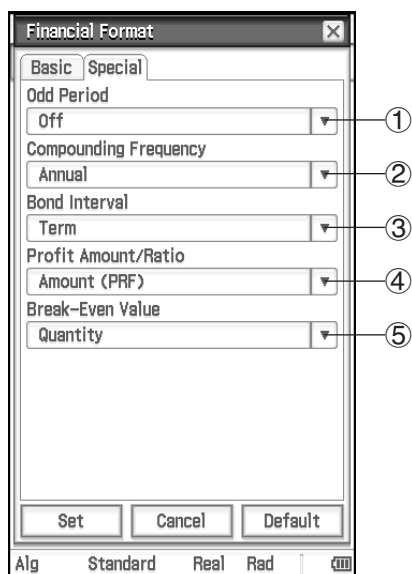 Financial Format
Basic Special
Odd Period
Off ①
Compounding Frequency
Annual ②
Bond Interval
Term ③
Profit Amount/Ratio
Amount (PRF) ④
Break-Even Value
Quantity ⑤
Set Cancel Default
Alg Standard Real Rad